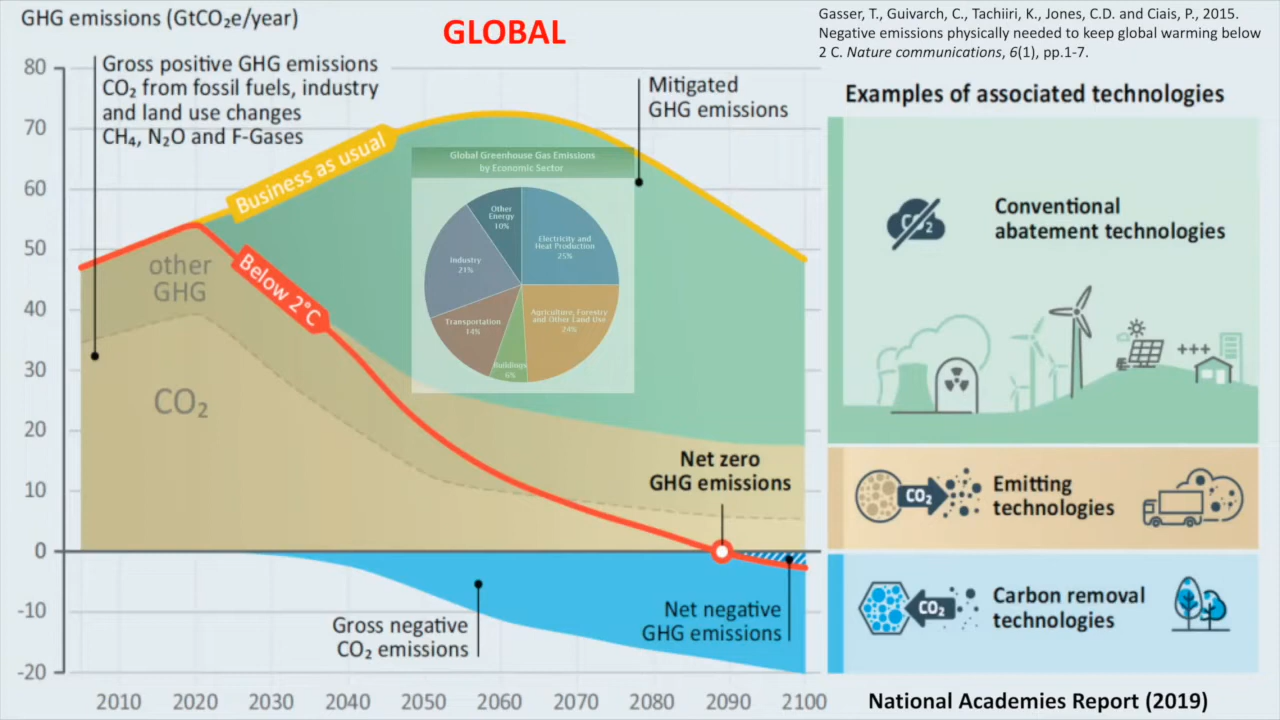 GHG emissions (GtCO₂e/year)
GLOBAL
Gasser, T., Guivarch, C., Tachiiri, K., Jones, C.D. and Ciais, P., 2015.
Negative emissions physically needed to keep global warming below
2 C. Nature communications, 6(1), pp.1-7.
80
70
60
50
40
30
20
10
0
-10
-20
Gross positive GHG emissions
CO₂ from fossil fuels, industry
and land use changes
CH₄, N₂O and F-Gases
Business as usual
Mitigated
GHG emissions
Global Greenhouse Gas Emissions
by Economic Sector
Other
Energy
10%
Electricity and
Heat Production
25%
Industry
21%
Agriculture, Forestry
and Other Land Use
24%
Transportation
14%
Buildings
6%
other
GHG
Below 2°C
CO₂
Net zero
GHG emissions
Gross negative
CO₂ emissions
Net negative
GHG emissions
2010 2020 2030 2040 2050 2060 2070 2080 2090 2100
Examples of associated technologies
CO₂
Conventional
abatement technologies
CO₂
Emitting
technologies
CO₂
Carbon removal
technologies
National Academies Report (2019)